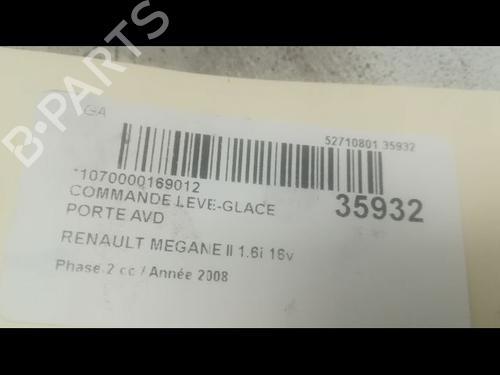 B-PARTS
GA
52710801 35932
*1070000169012
COMMANDE LEVE-GLACE
PORTE AVD
35932
RENAULT MEGANE II 1.6i 16v
Phase 2 cc / Année 2008